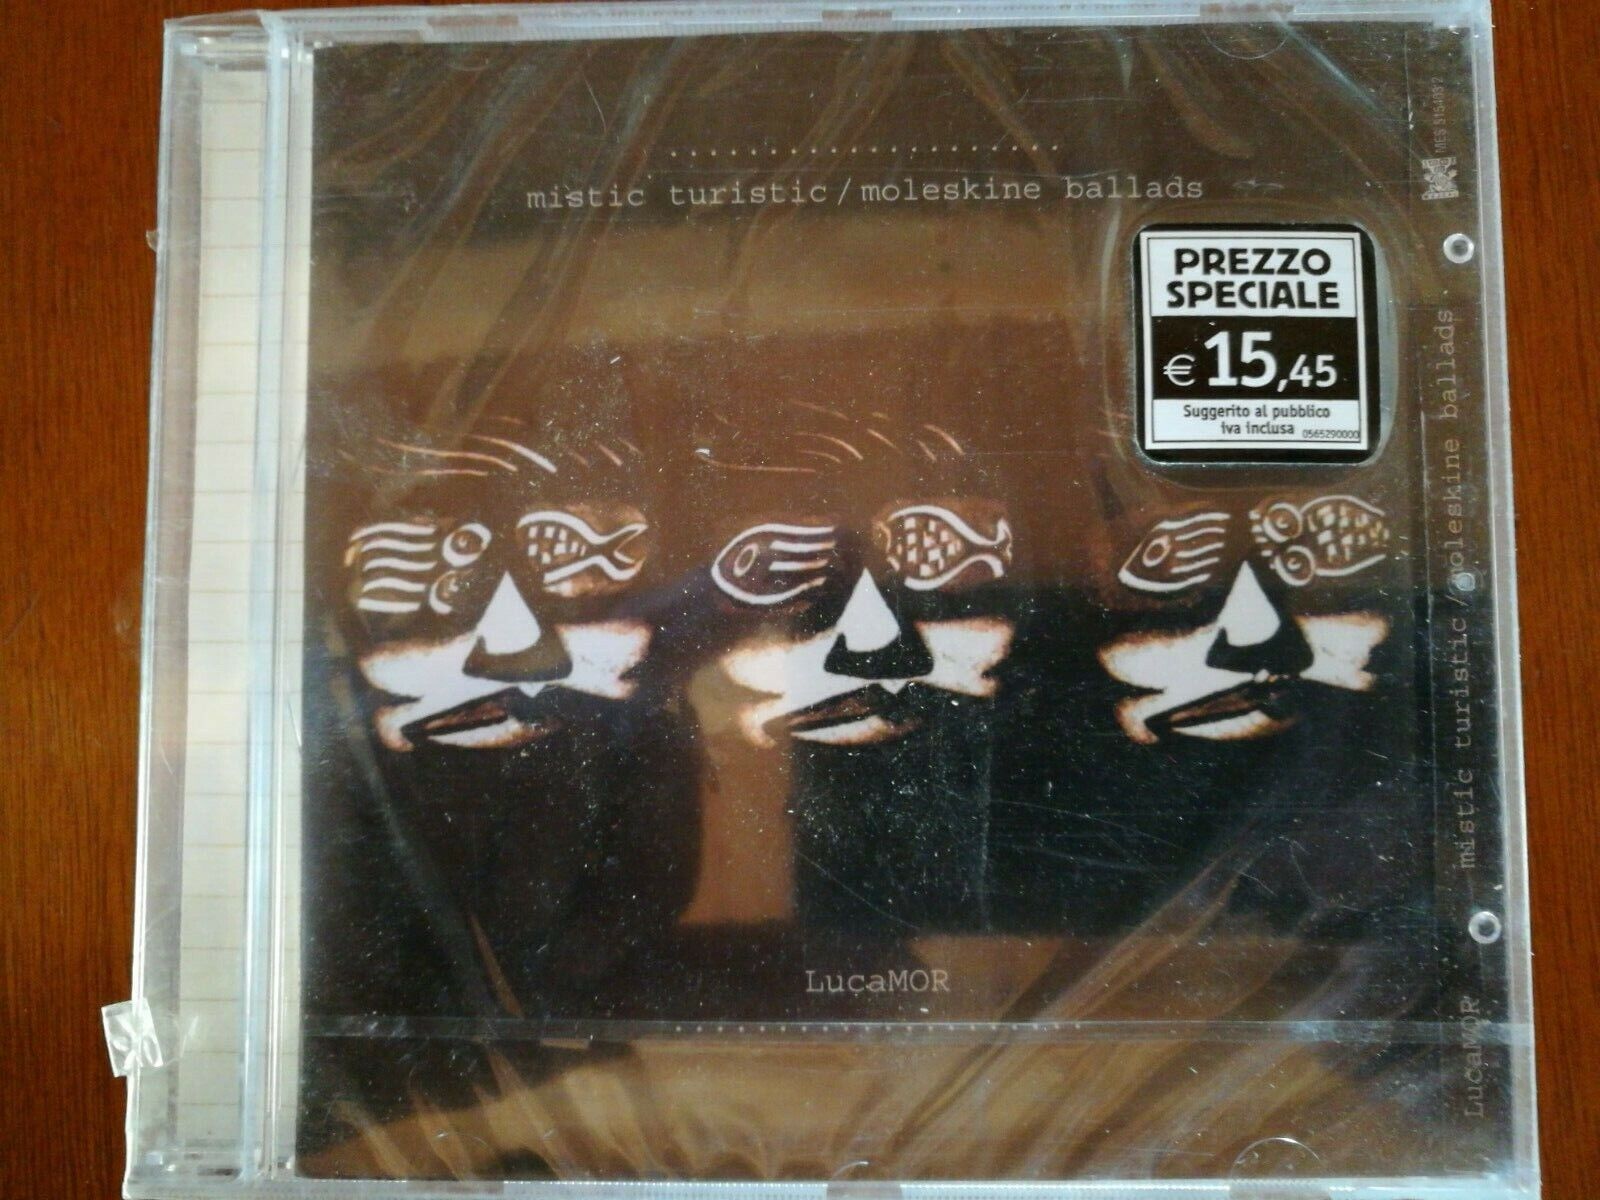 mistic turistic/moleskine ballads
PREZZO
SPECIALE
€ 15,45
Suggerito al pubblico
iva inclusa 0565290000
LucaMOR
LucaMOR mistic turistic/moleskine ballads